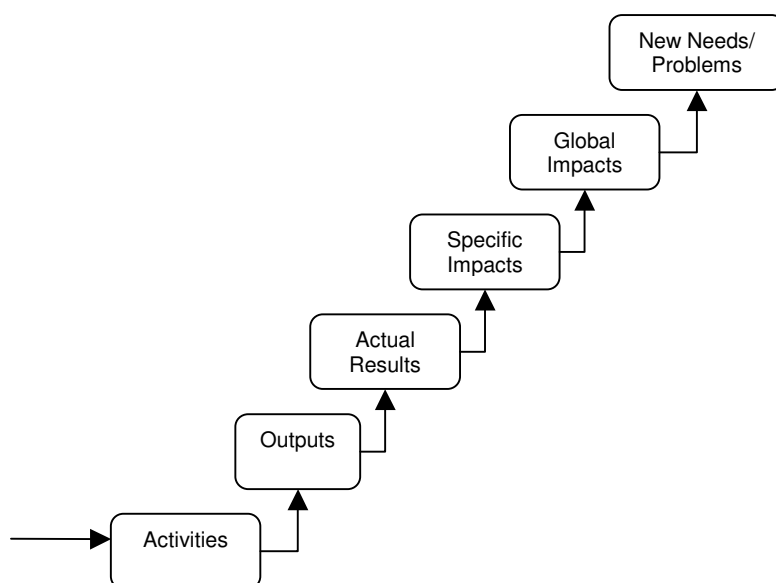 New Needs/
Problems
Global
Impacts
Specific
Impacts
Actual
Results
Outputs
Activities